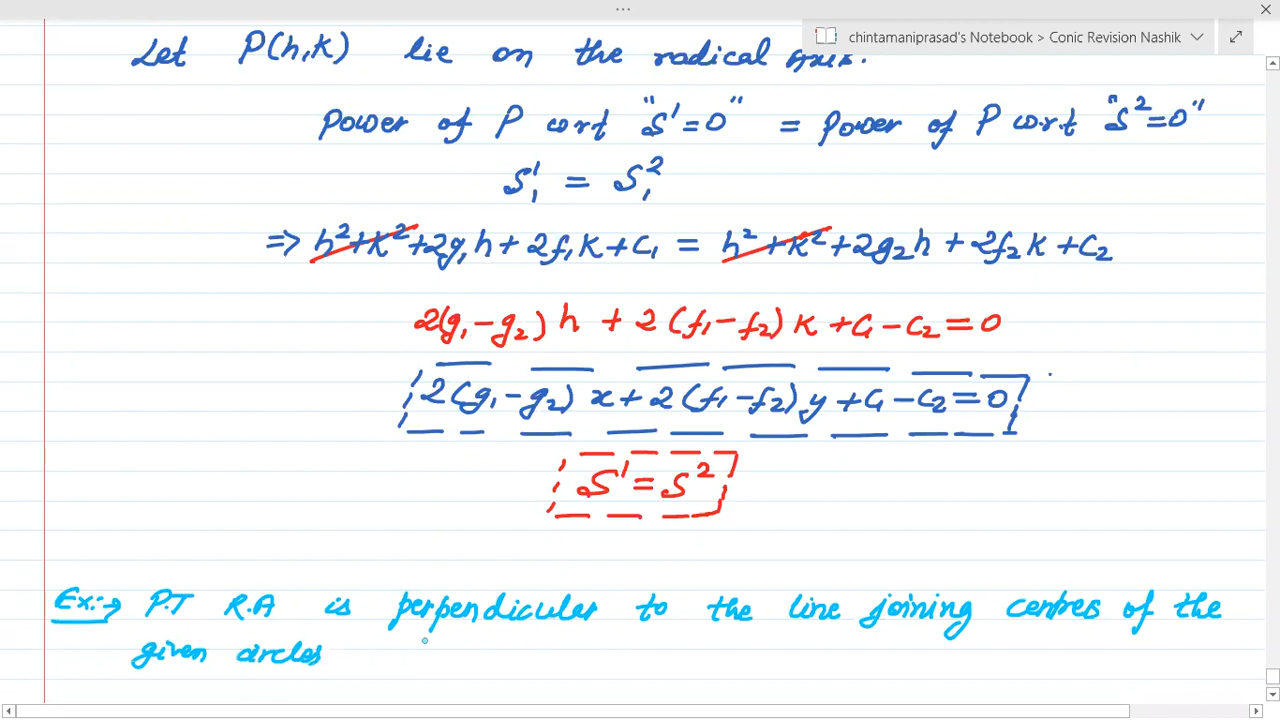 chintamaniprasad's Notebook > Conic Revision Nashik
Let P(h,k) lie on the radical axis.
Power of P w.r.t "S¹=0" = Power of P w.r.t "S²=0"
S₁¹ = S₁²
⇒ h²+k²+2g₁h+2f₁k+c₁ = h²+k²+2g₂h+2f₂k+c₂
2(g₁-g₂)h + 2(f₁-f₂)k + c₁-c₂=0
2(g₁-g₂)x+2(f₁-f₂)y+c₁-c₂=0
S¹=S²
Ex:→ P.T R.A is perpendicular to the line joining centres of the
given circles